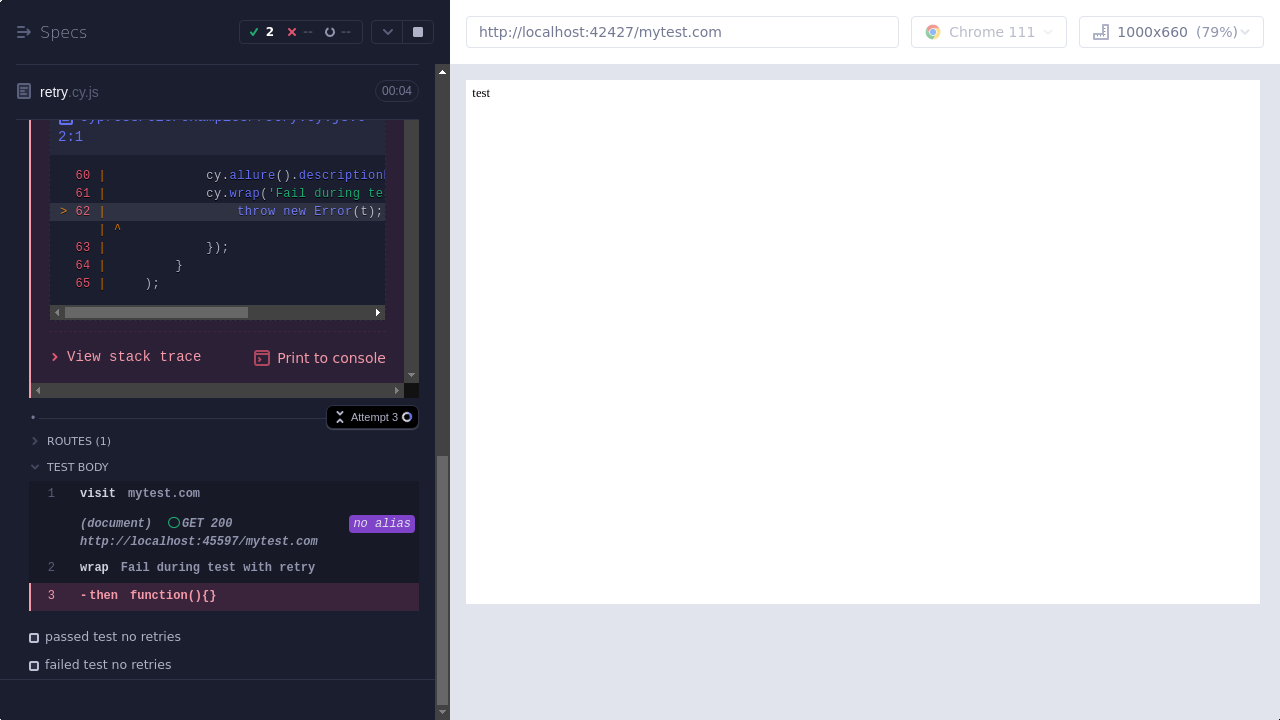 Specs
2
--
--
http://localhost:42427/mytest.com
Chrome 111
1000x660 (79%)
retry.cy.js
00:04
2:1
60 | cy.allure().description
61 | cy.wrap('Fail during te
> 62 | throw new Error(t);
| ^
63 | });
64 | }
65 | );
View stack trace
Print to console
Attempt 3
ROUTES (1)
TEST BODY
1 visit mytest.com
(document) GET 200 no alias
http://localhost:45597/mytest.com
2 wrap Fail during test with retry
3 -then function(){}
passed test no retries
failed test no retries
test